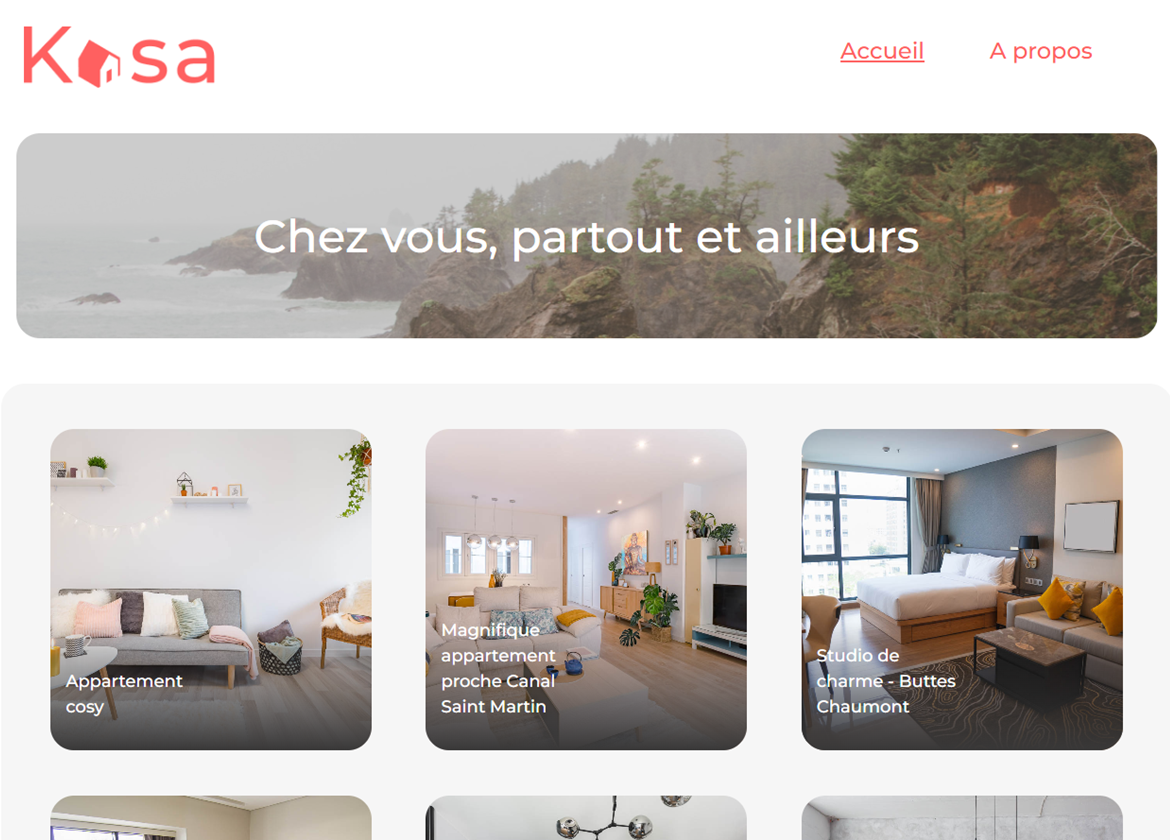 Kasa
Accueil
A propos
Chez vous, partout et ailleurs
Appartement
cosy
Magnifique
appartement
proche Canal
Saint Martin
Studio de
charme - Buttes
Chaumont